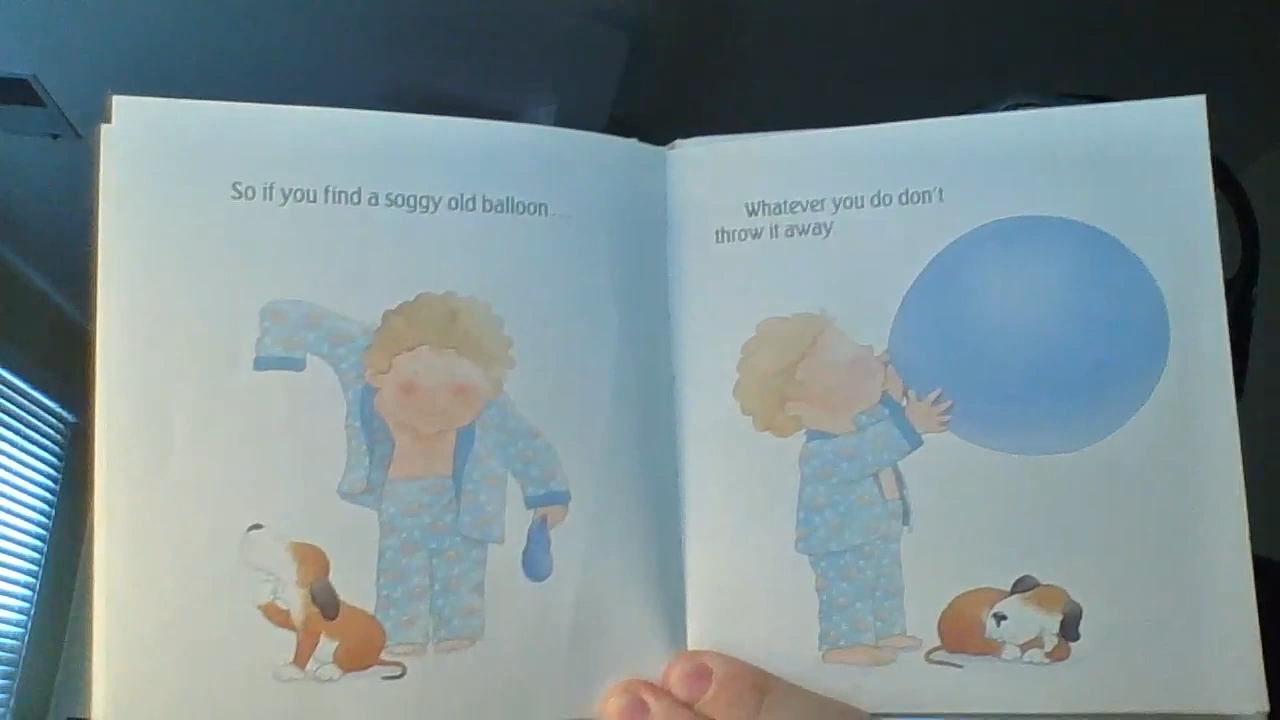 So if you find a soggy old balloon....
Whatever you do don't
throw it away